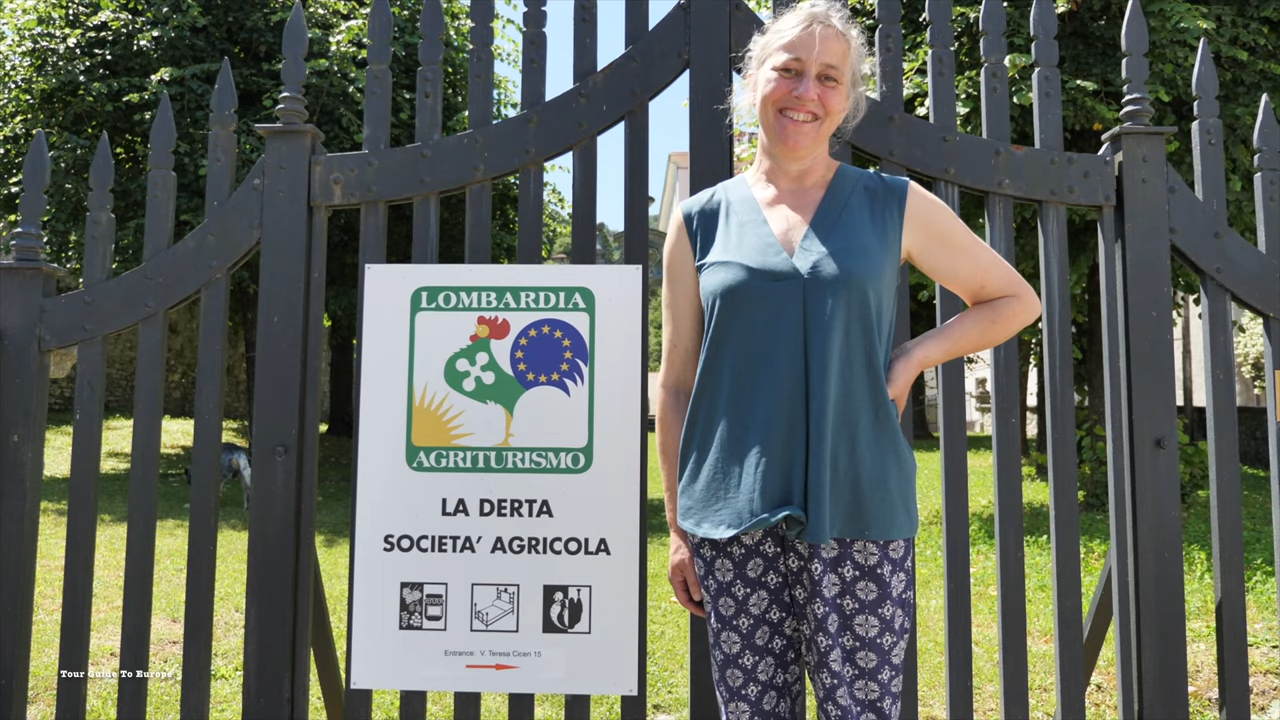 LOMBARDIA
AGRITURISMO
LA DERTA
SOCIETA’ AGRICOLA
Entrance: V. Teresa Ciceri 15
Tour Guide To Europe